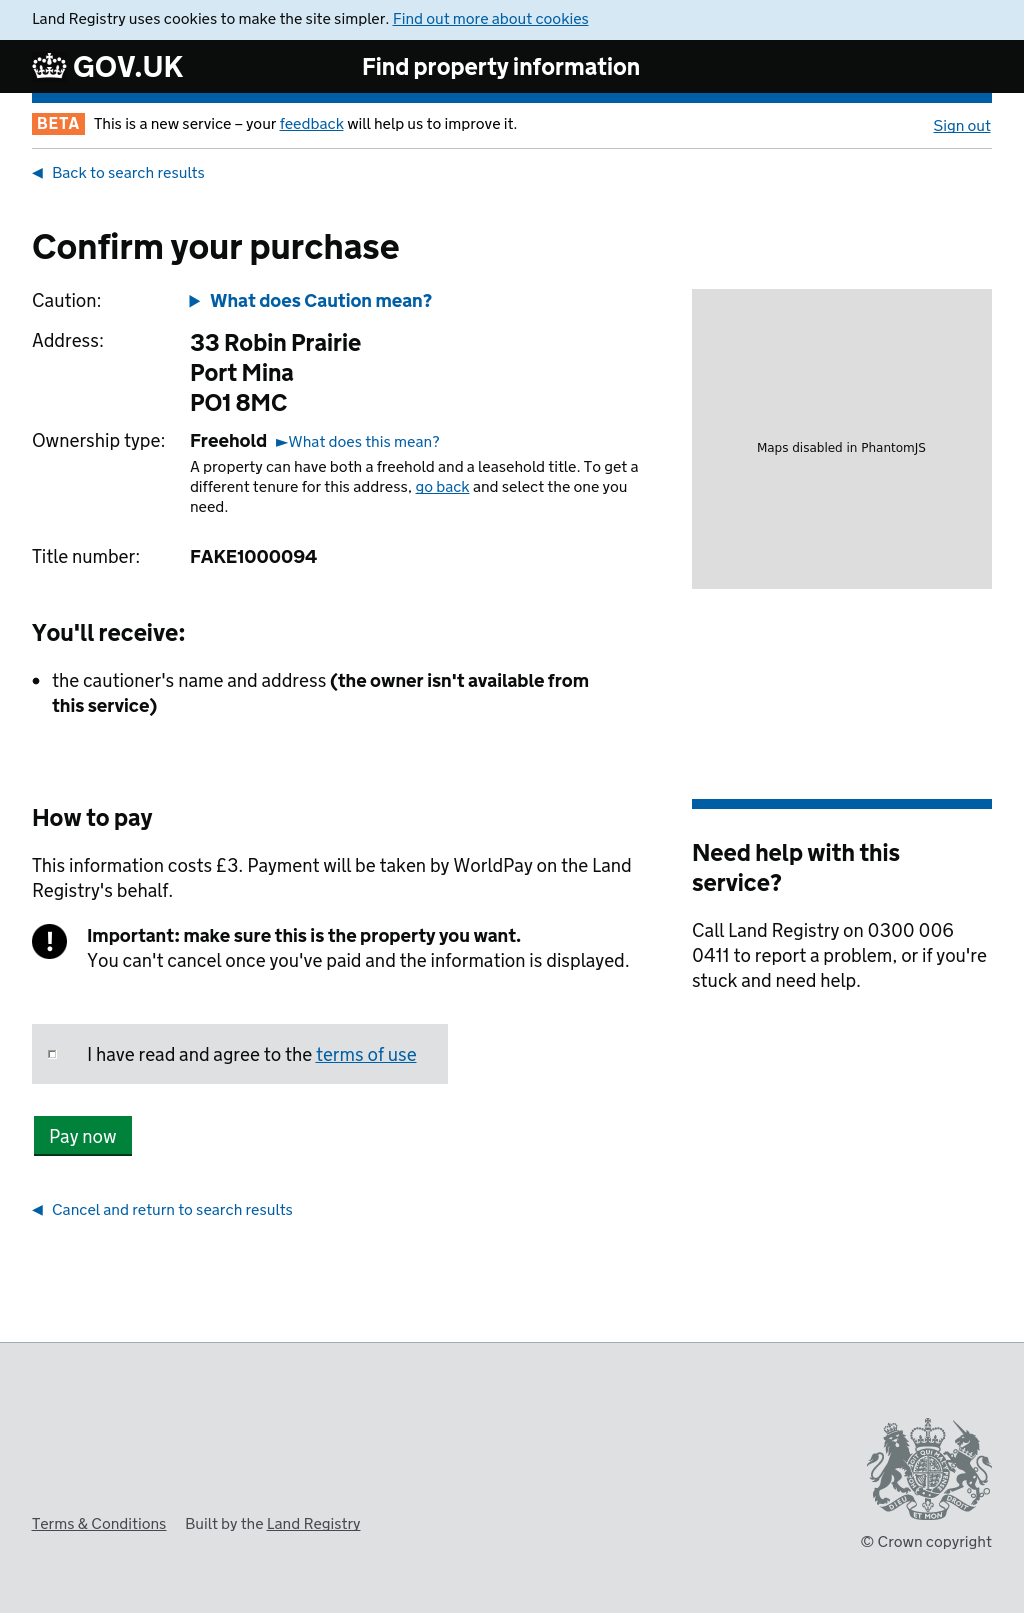 Land Registry uses cookies to make the site simpler. Find out more about cookies
GOV.UK
Find property information
BETA This is a new service – your feedback will help us to improve it.
Sign out
Back to search results
Confirm your purchase
Caution: What does Caution mean?
Address: 33 Robin Prairie
Port Mina
PO1 8MC
Ownership type: Freehold What does this mean?
A property can have both a freehold and a leasehold title. To get a
different tenure for this address, go back and select the one you
need.
Title number: FAKE1000094
Maps disabled in PhantomJS
You'll receive:
the cautioner's name and address (the owner isn't available from
this service)
How to pay
This information costs £3. Payment will be taken by WorldPay on the Land
Registry's behalf.
! Important: make sure this is the property you want.
You can't cancel once you've paid and the information is displayed.
I have read and agree to the terms of use
Pay now
Cancel and return to search results
Need help with this
service?
Call Land Registry on 0300 006
0411 to report a problem, or if you're
stuck and need help.
Terms & Conditions Built by the Land Registry
DIEU ET MON DROIT
© Crown copyright